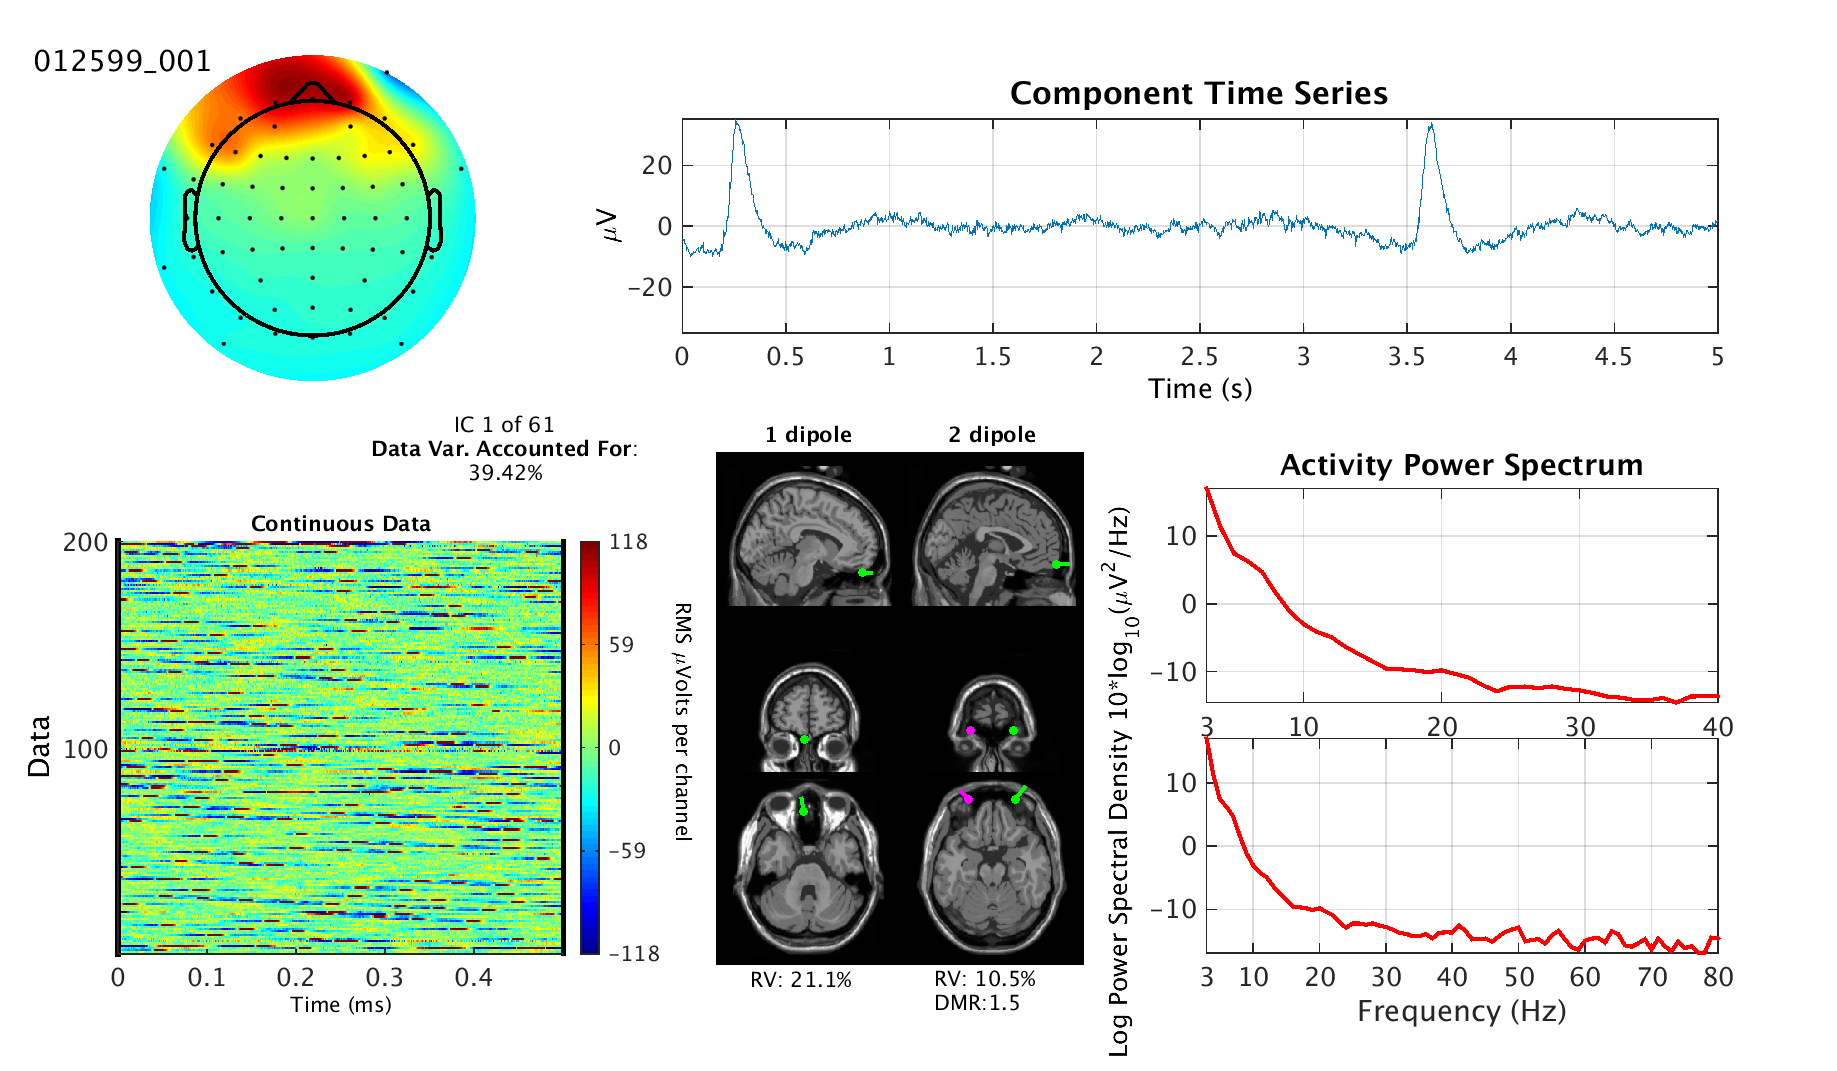 012599_001
Component Time Series
μV
20
0
−20
0 0.5 1 1.5 2 2.5 3 3.5 4 4.5 5
Time (s)
IC 1 of 61
Data Var. Accounted For:
39.42%
Continuous Data
Data
200
100
0 0.1 0.2 0.3 0.4
Time (ms)
118
59
0
−59
−118
RMS μVolts per channel
1 dipole
2 dipole
RV: 21.1%
RV: 10.5%
DMR:1.5
Activity Power Spectrum
Log Power Spectral Density 10*log10(μV2/Hz)
10
0
−10
3 10 20 30 40
10
0
−10
3 10 20 30 40 50 60 70 80
Frequency (Hz)